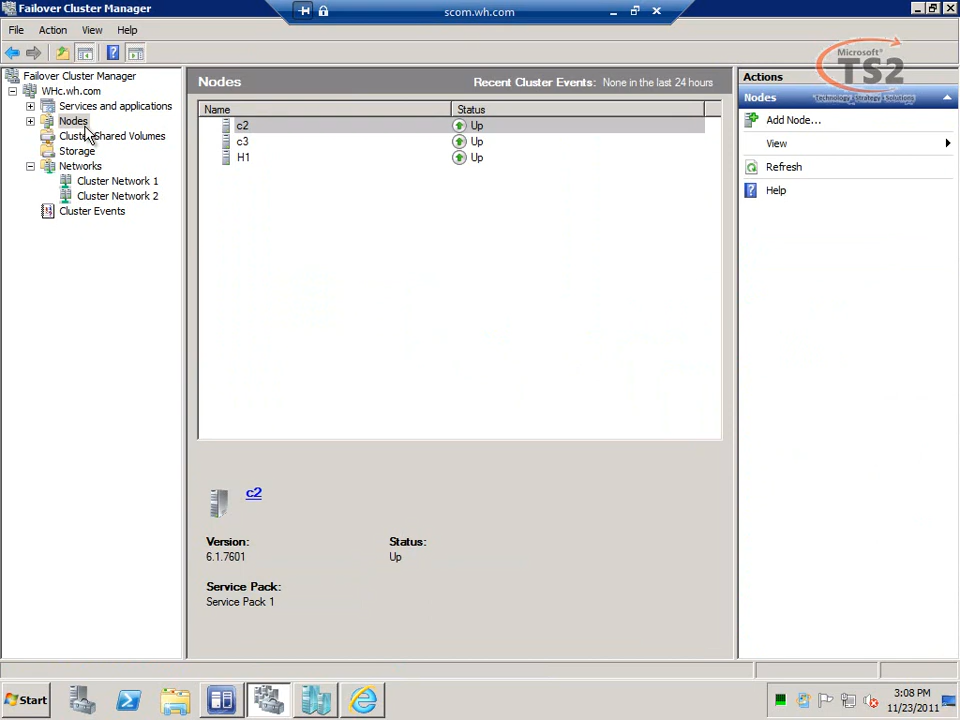 Failover Cluster Manager
scom.wh.com
File Action View Help
Failover Cluster Manager
WHc.wh.com
Services and applications
Nodes
Cluster Shared Volumes
Storage
Networks
Cluster Network 1
Cluster Network 2
Cluster Events
Nodes
Recent Cluster Events: None in the last 24 hours
Name Status
c2 Up
c3 Up
H1 Up
c2
Version:
6.1.7601
Status:
Up
Service Pack:
Service Pack 1
Microsoft®
TS2
Technology | Strategy | Solutions
Actions
Nodes
Add Node...
View
Refresh
Help
Start
3:08 PM
11/23/2011